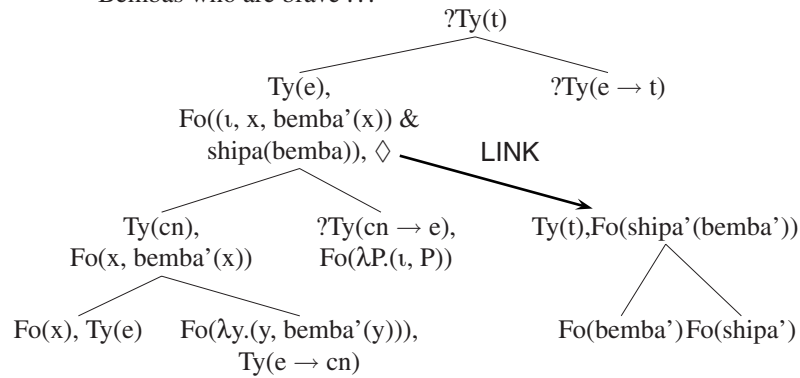 Bembas who are brave . . .
?Ty(t)
Ty(e), ?Ty(e → t)
Fo((ι, x, bemba’(x)) &
shipa(bemba)), ◇ LINK
Ty(cn), ?Ty(cn → e), Ty(t),Fo(shipa’(bemba’))
Fo(x, bemba’(x)) Fo(λP.(ι, P))
Fo(x), Ty(e) Fo(λy.(y, bemba’(y))), Fo(bemba’) Fo(shipa’)
Ty(e → cn)